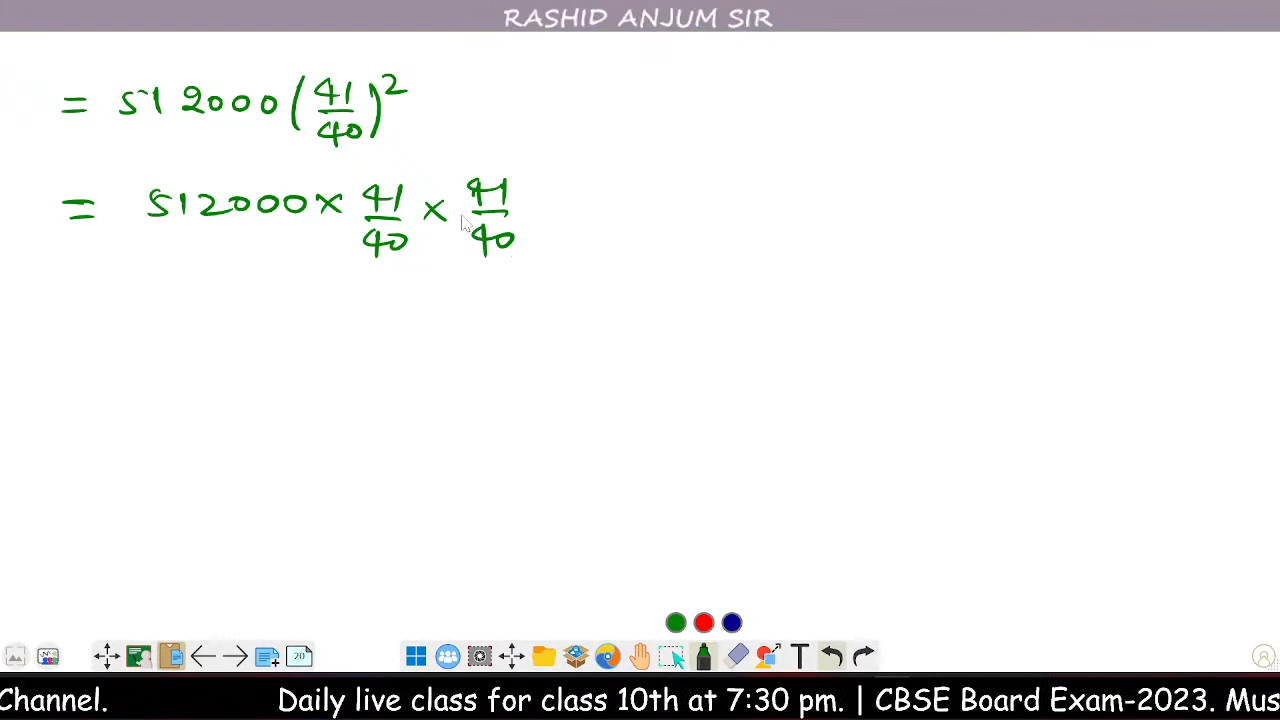 RASHID ANJUM SIR
= 512000 (41/40)²
= 512000 × 41/40 × 41/40
20 T
Channel. Daily live class for class 10th at 7:30 pm. | CBSE Board Exam-2023. Mus